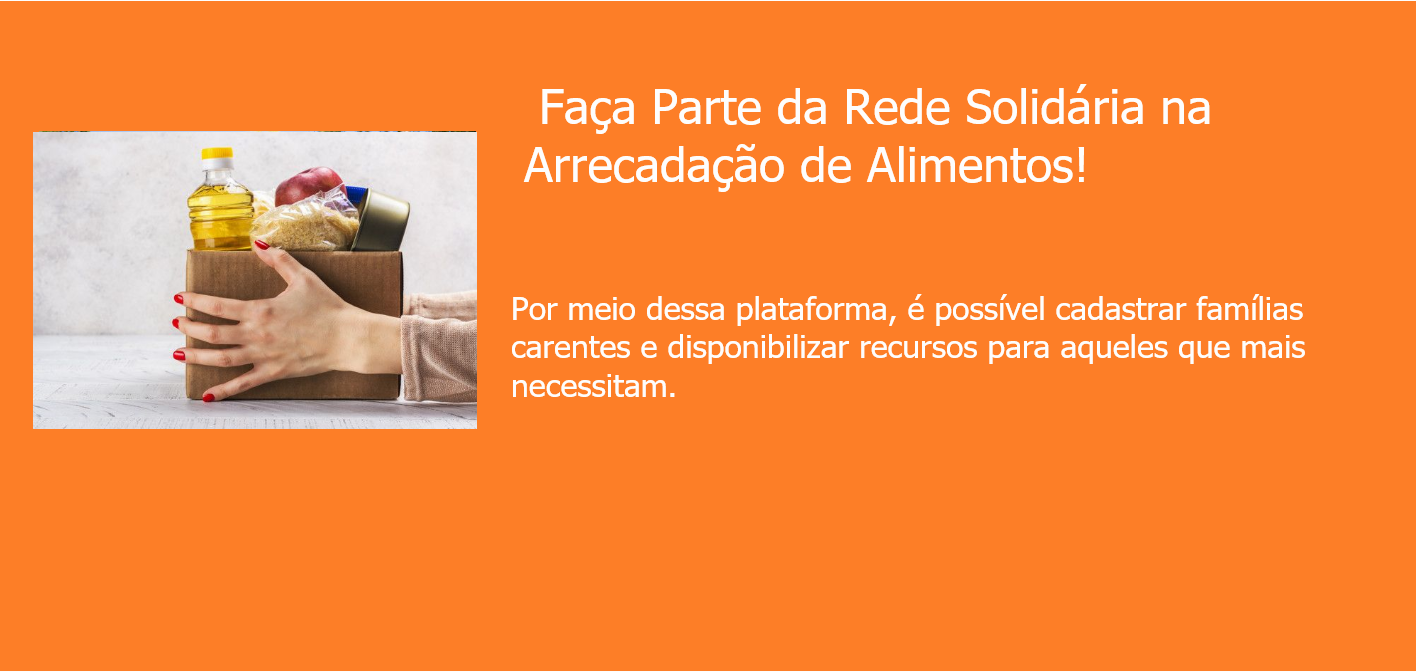 Faça Parte da Rede Solidária na
Arrecadação de Alimentos!
Por meio dessa plataforma, é possível cadastrar famílias
carentes e disponibilizar recursos para aqueles que mais
necessitam.